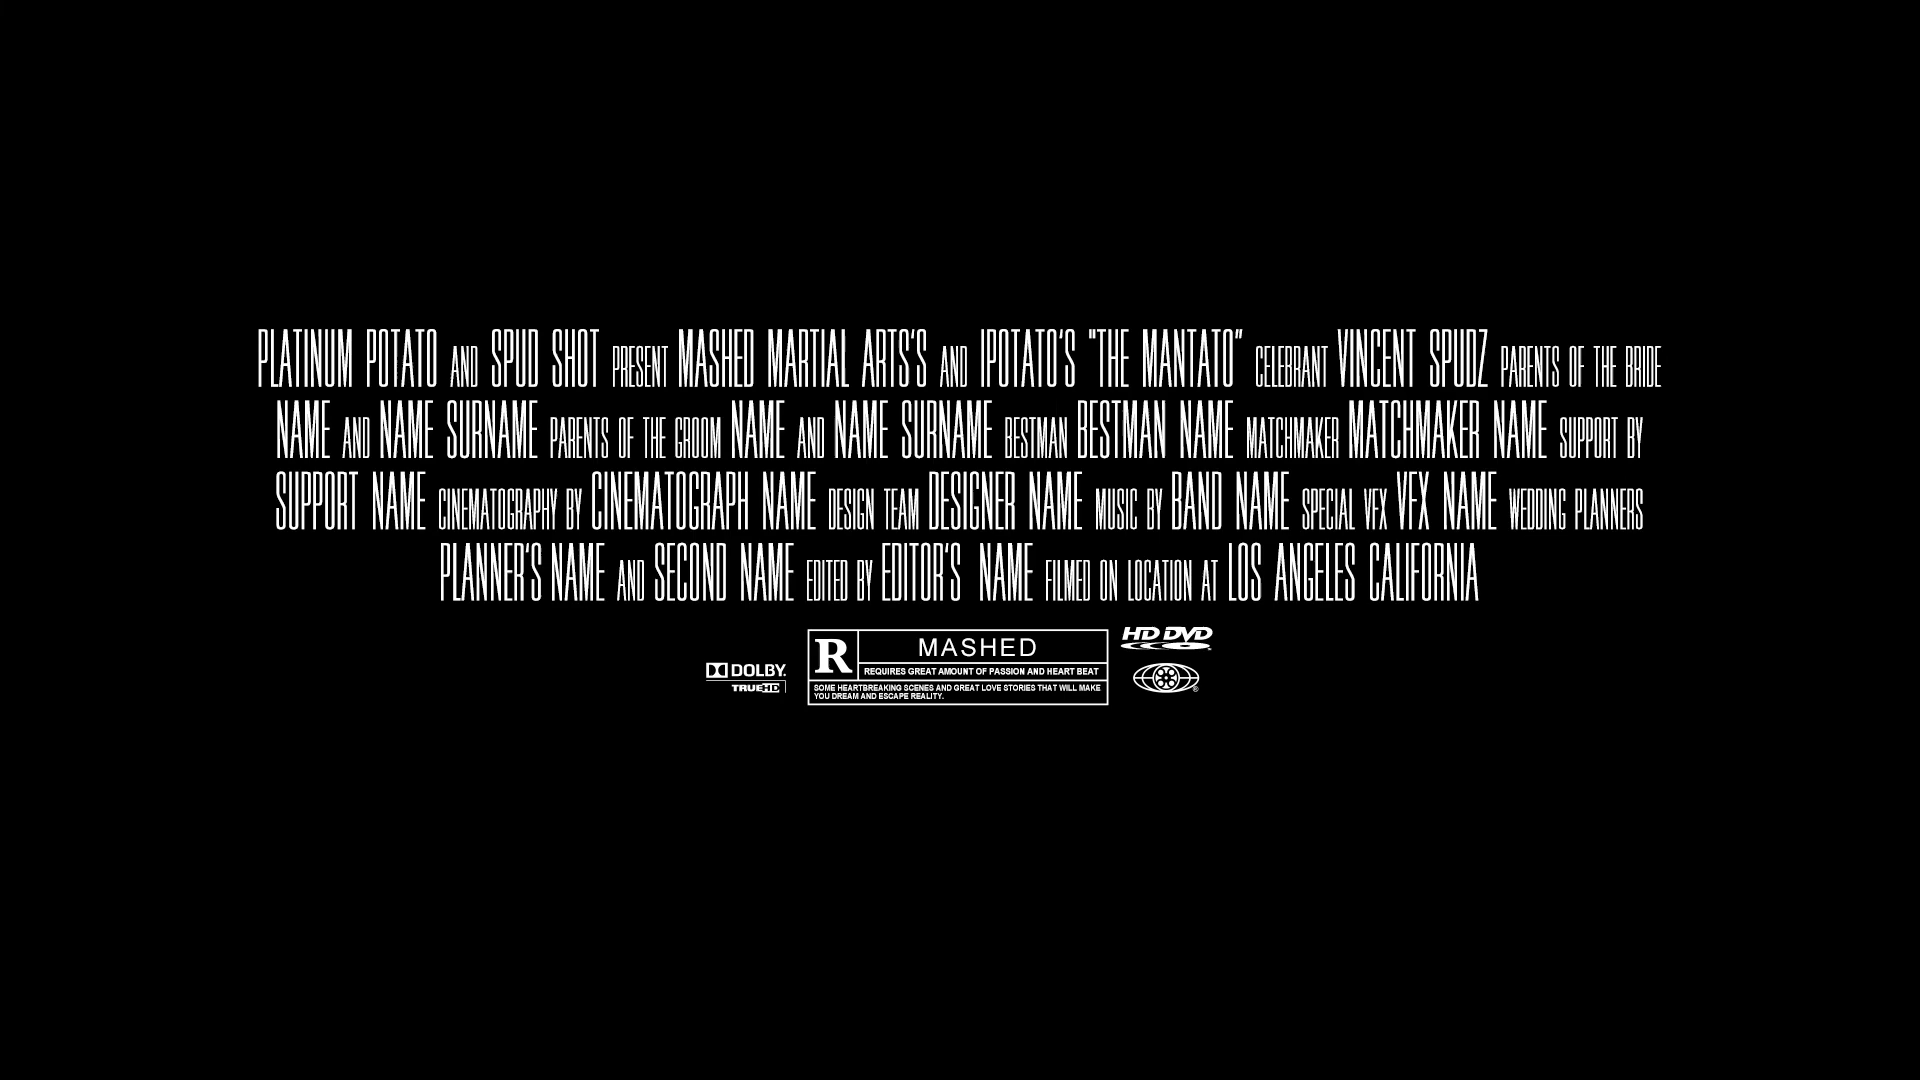 PLATINUM POTATO AND SPUD SHOT PRESENT MASHED MARTIAL ARTS'S AND IPOTATO'S "THE MANTATO" CELEBRANT VINCENT SPUDZ PARENTS OF THE BRIDE
NAME AND NAME SURNAME PARENTS OF THE GROOM NAME AND NAME SURNAME BESTMAN BESTMAN NAME MATCHMAKER MATCHMAKER NAME SUPPORT BY
SUPPORT NAME CINEMATOGRAPHY BY CINEMATOGRAPH NAME DESIGN TEAM DESIGNER NAME MUSIC BY BAND NAME SPECIAL VFX VFX NAME WEDDING PLANNERS
PLANNER'S NAME AND SECOND NAME EDITED BY EDITOR'S NAME FILMED ON LOCATION AT LOS ANGELES CALIFORNIA
DOLBY.
TRUEHD
R
MASHED
REQUIRES GREAT AMOUNT OF PASSION AND HEART BEAT
SOME HEARTBREAKING SCENES AND GREAT LOVE STORIES THAT WILL MAKE
YOU DREAM AND ESCAPE REALITY.
HD DVD